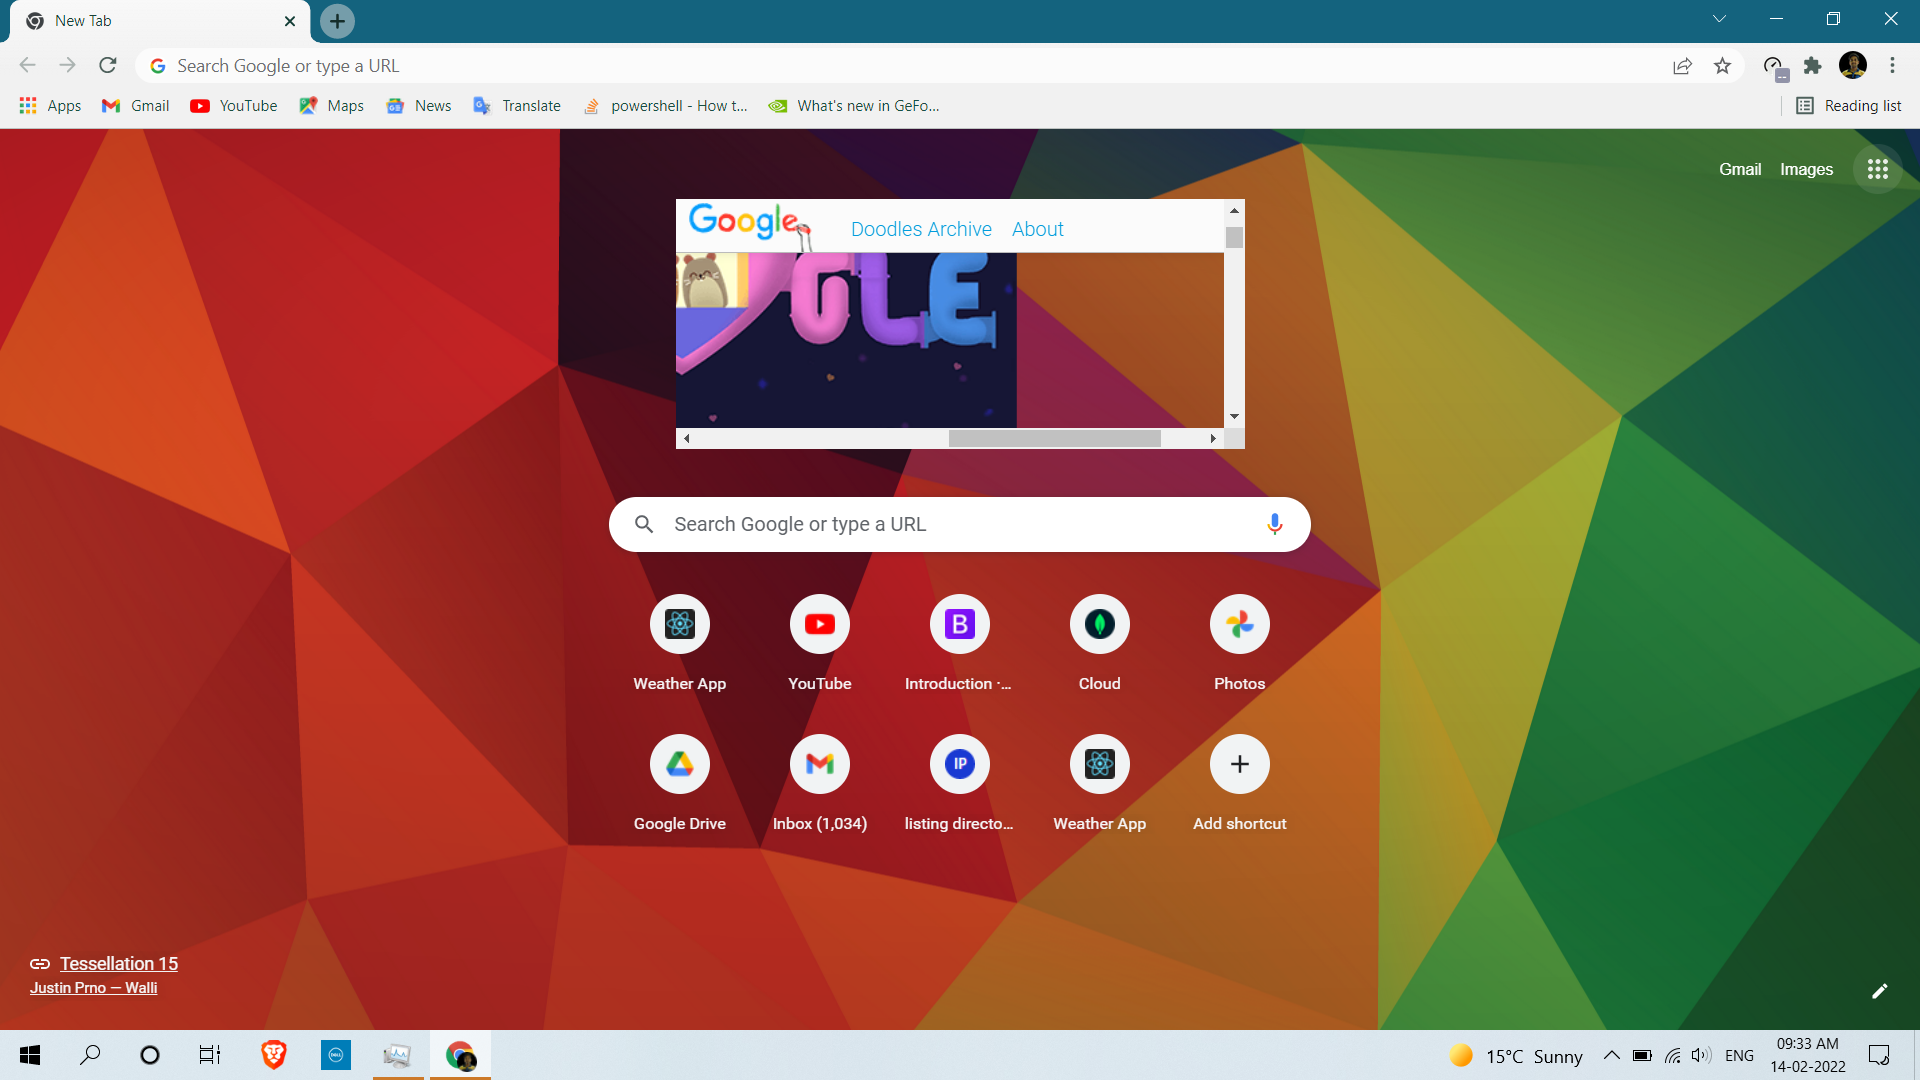 New Tab
Search Google or type a URL
Apps Gmail YouTube Maps News Translate powershell - How t... What's new in GeFo... Reading list
Gmail Images
Google Doodles Archive About
GLE
Search Google or type a URL
Weather App YouTube Introduction ·... Cloud Photos
Google Drive Inbox (1,034) listing directo... Weather App Add shortcut
B
IP
Tessellation 15
Justin Prno — Walli
DELL
15°C Sunny ENG 09:33 AM
14-02-2022